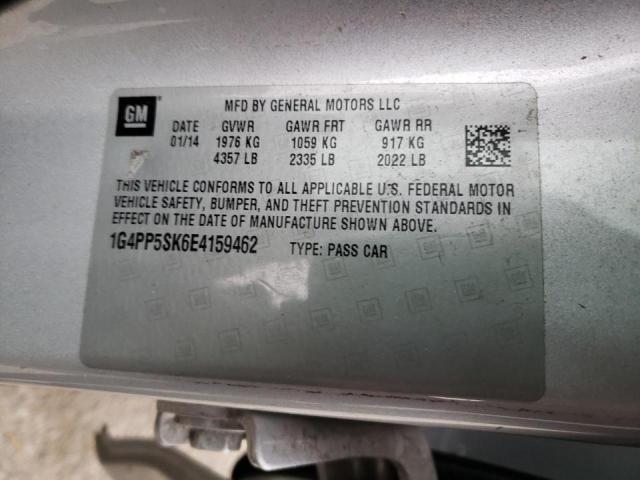 GM
MFD BY GENERAL MOTORS LLC
DATE GVWR GAWR FRT GAWR RR
01/14 1976 KG 1059 KG 917 KG
4357 LB 2335 LB 2022 LB
THIS VEHICLE CONFORMS TO ALL APPLICABLE U.S. FEDERAL MOTOR
VEHICLE SAFETY, BUMPER, AND THEFT PREVENTION STANDARDS IN
EFFECT ON THE DATE OF MANUFACTURE SHOWN ABOVE.
1G4PP5SK6E4159462 TYPE: PASS CAR